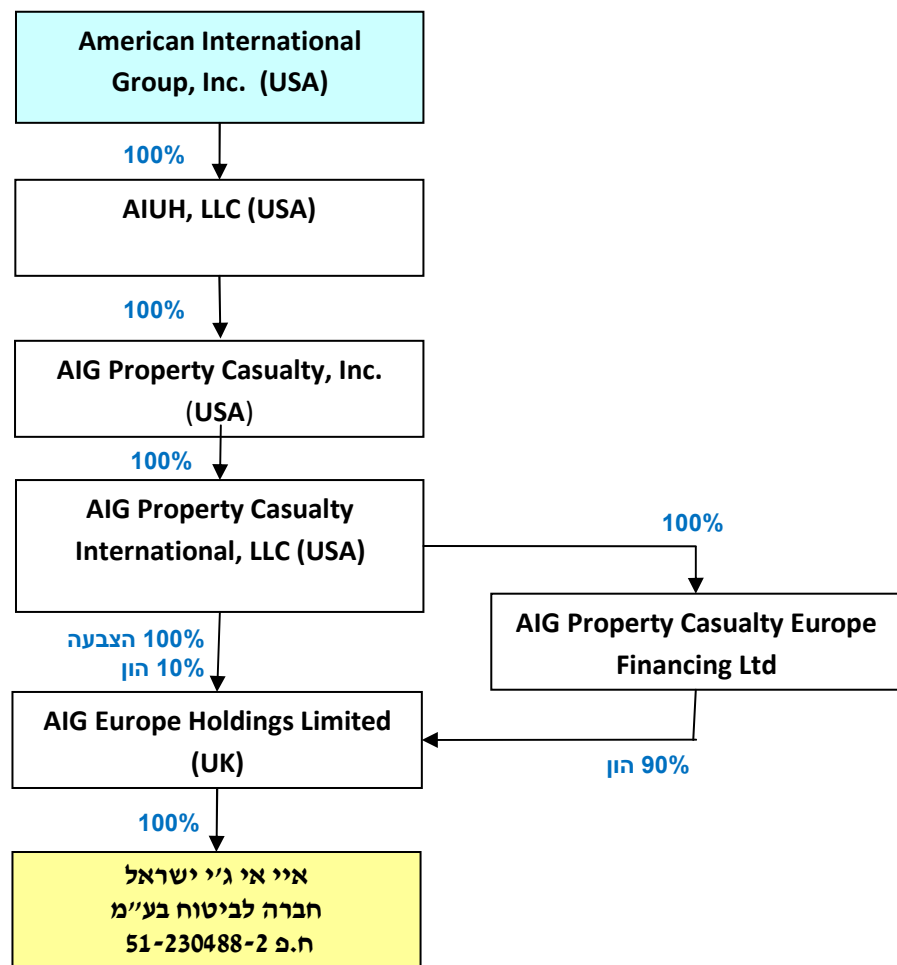 American International
Group, Inc. (USA)
100%
AIUH, LLC (USA)
100%
AIG Property Casualty, Inc.
(USA)
100%
AIG Property Casualty
International, LLC (USA)
100%
AIG Property Casualty Europe
Financing Ltd
100% הצבעה
10% הון
AIG Europe Holdings Limited
(UK)
90% הון
100%
איי אי ג'י ישראל
חברה לביטוח בע"מ
ח.פ 51-230488-2